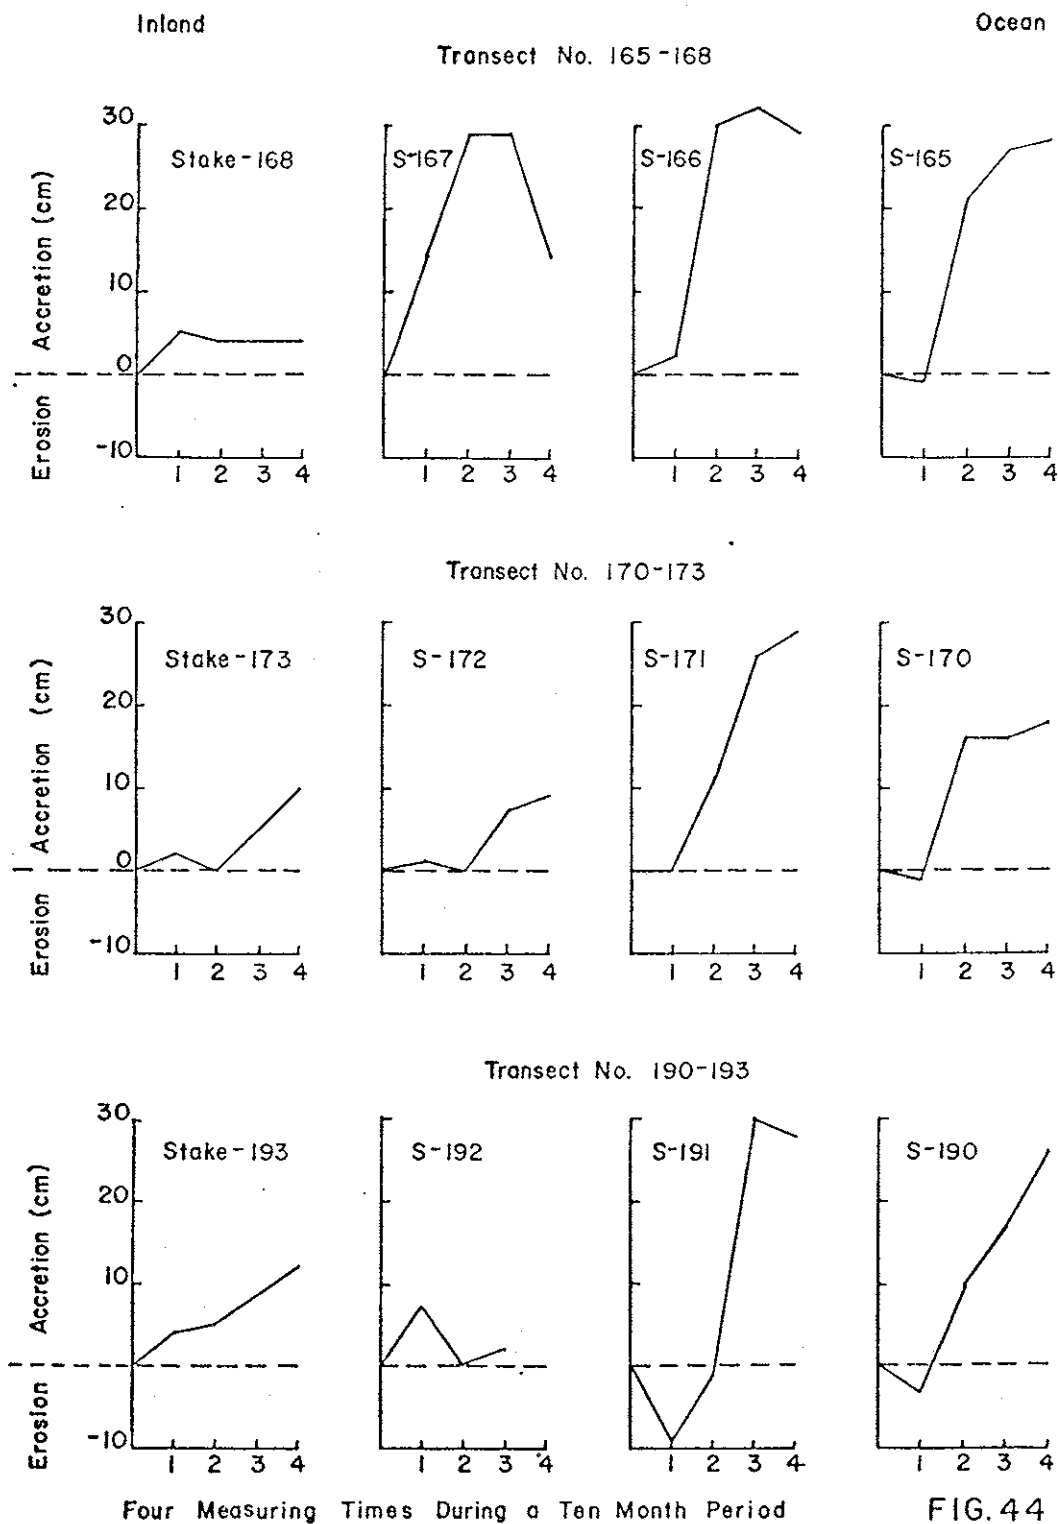 Inland Ocean
Transect No. 165-168
Stake-168 S-167 S-166 S-165
30
20
10
0
-10
Erosion | Accretion (cm)
1 2 3 4 1 2 3 4 1 2 3 4 1 2 3 4
Transect No. 170-173
Stake-173 S-172 S-171 S-170
30
20
10
0
-10
Erosion | Accretion (cm)
1 2 3 4 1 2 3 4 1 2 3 4 1 2 3 4
Transect No. 190-193
Stake-193 S-192 S-191 S-190
30
20
10
0
-10
Erosion | Accretion (cm)
1 2 3 4 1 2 3 4 1 2 3 4 1 2 3 4
Four Measuring Times During a Ten Month Period FIG. 44